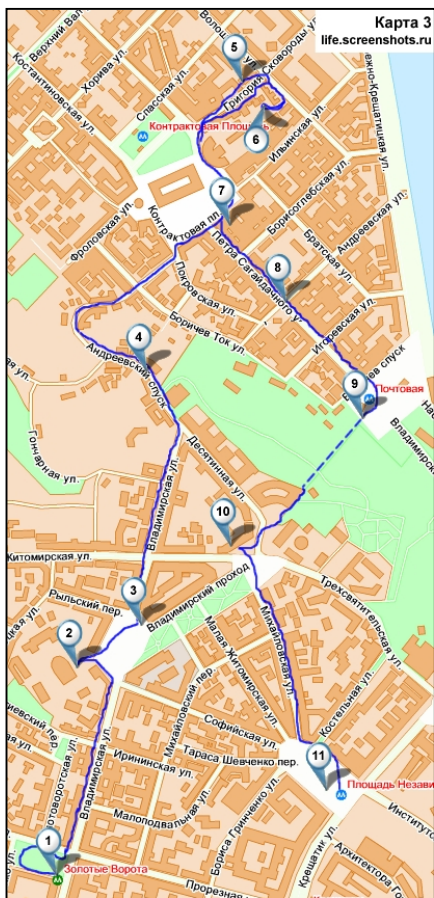 Карта 3
life.screenshots.ru
Верхний Вал
Хорива ул.
Константиновская ул.
Спасская ул.
Григория Сковороды ул.
5
6
Контрактовая Площадь
Ильинская ул.
Борисоглебская ул.
Братская ул.
Андреевская ул.
7
Фроловская ул.
Контрактовая пл.
Петра Сагайдачного у.
8
Покровская ул.
Боричев Ток ул.
Игоревская ул.
4
Андреевский спуск
9
Почтовая
спуск
Гончарная ул.
Десятинная ул.
Владимирская ул.
10
Житомирская ул.
Владимирский проход
Трехсвятительская ул.
3
Рыльский пер.
2
Малая Житомирская ул.
Михайловская ул.
Михайловский пер.
Костельная ул.
Софийская ул.
Тараса Шевченко пер.
11
Владимирская ул.
Ирининская ул.
Площадь Незави
Малоподвальная ул.
Бориса Гринченко ул.
Крещатик ул.
Институ
Архитектора Го
1
Золотые Ворота
Прорезная ул.